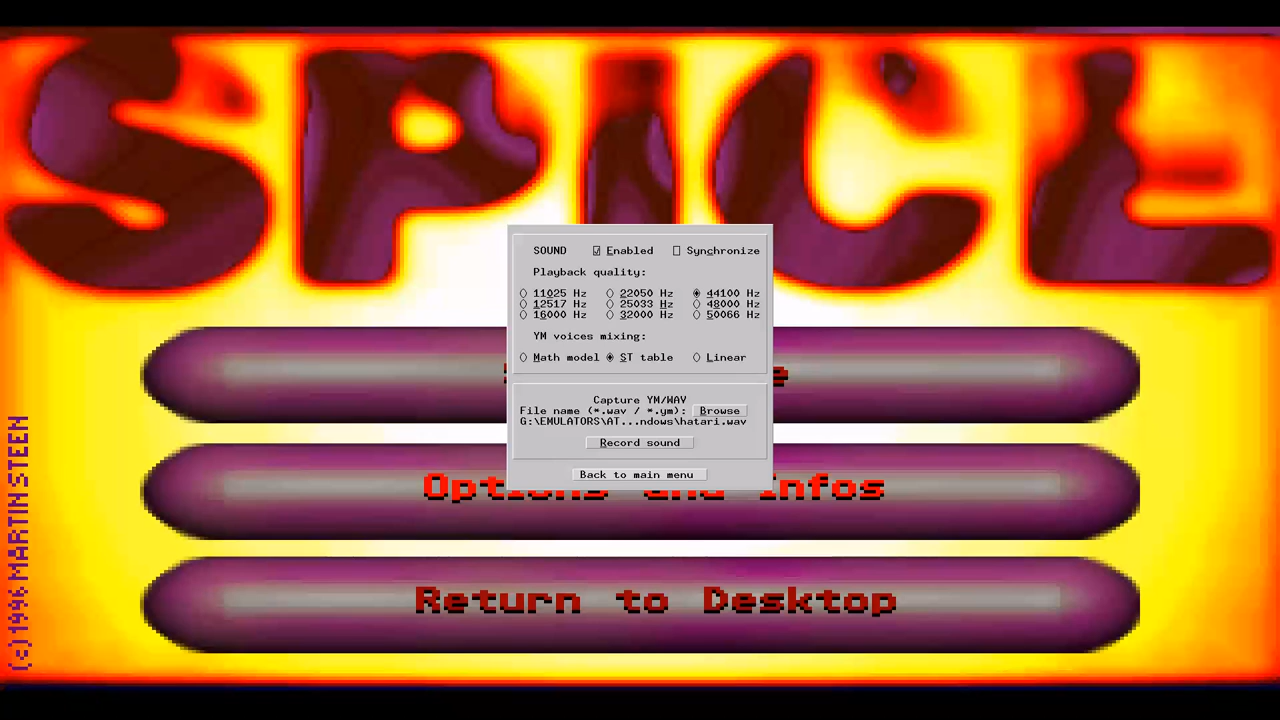 SPICE
SOUND Enabled Synchronize
Playback quality:
11025 Hz 22050 Hz 44100 Hz
12517 Hz 25033 Hz 48000 Hz
16000 Hz 32000 Hz 50066 Hz
YM voices mixing:
Math model ST table Linear
Capture YM/WAV
File name (*.wav / *.ym): Browse
G:\EMULATORS\AT...ndows\hatari.wav
Record sound
Back to main menu
Options and Infos
Return to Desktop
(c) 1996 MARTIN STEEN